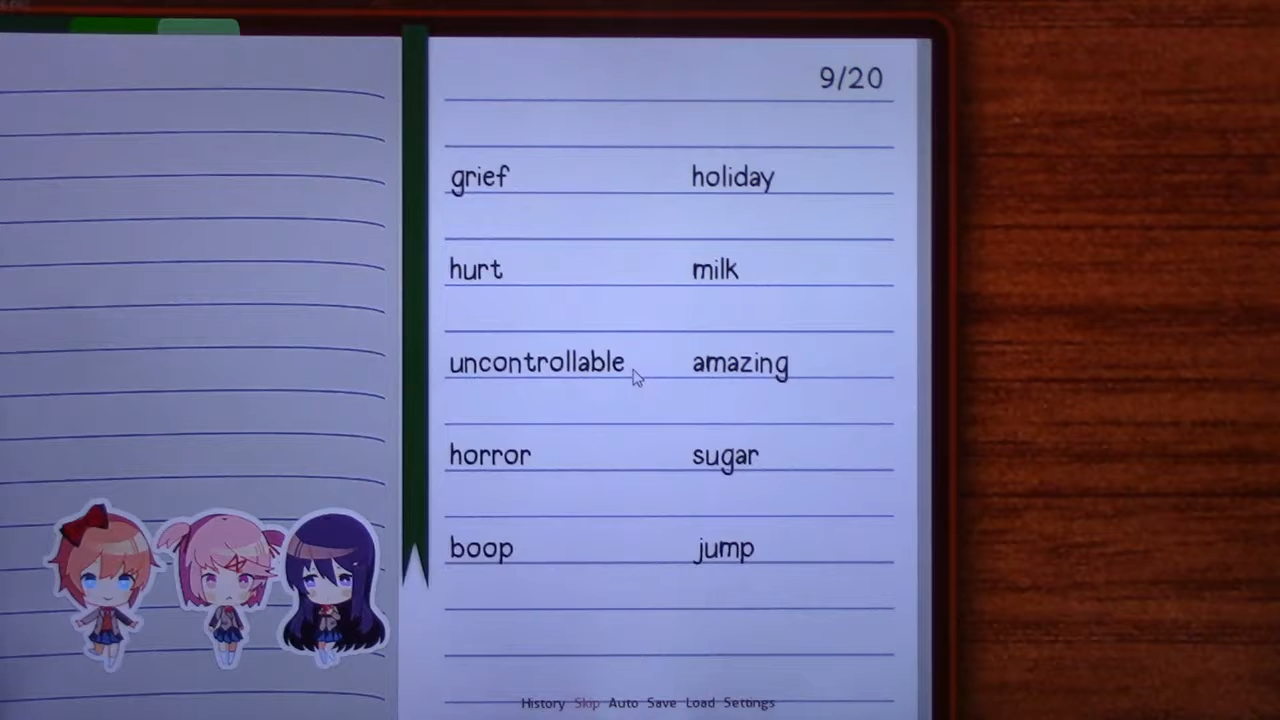 9/20
grief holiday
hurt milk
uncontrollable amazing
horror sugar
boop jump
History Skip Auto Save Load Settings